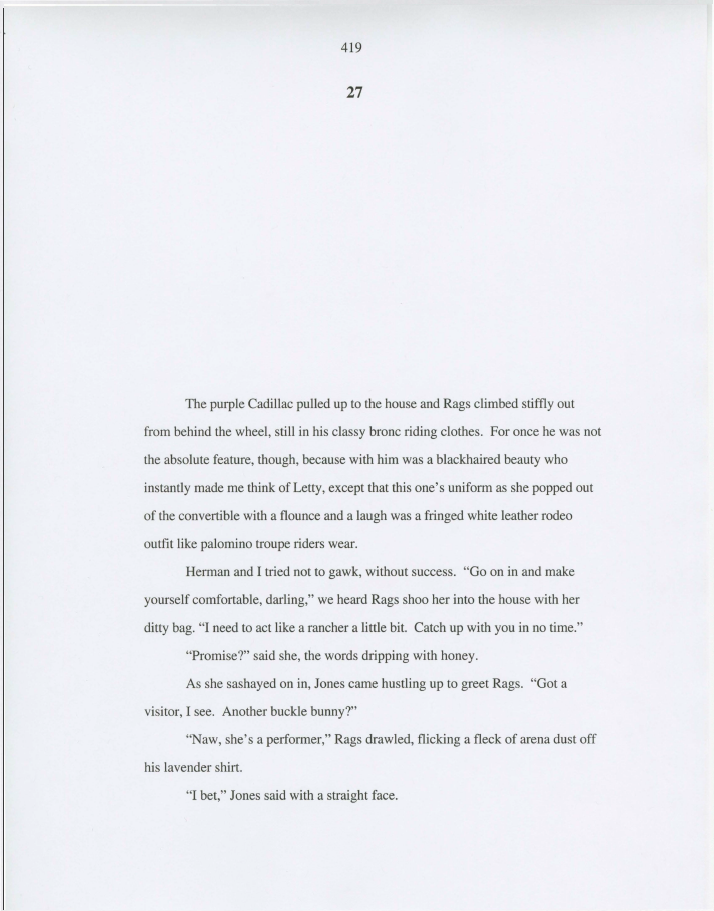 419
27
The purple Cadillac pulled up to the house and Rags climbed stiffly out
from behind the wheel, still in his classy bronc riding clothes.  For once he was not
the absolute feature, though, because with him was a blackhaired beauty who
instantly made me think of Letty, except that this one’s uniform as she popped out
of the convertible with a flounce and a laugh was a fringed white leather rodeo
outfit like palomino troupe riders wear.
Herman and I tried not to gawk, without success.  “Go on in and make
yourself comfortable, darling,” we heard Rags shoo her into the house with her
ditty bag. “I need to act like a rancher a little bit.  Catch up with you in no time.”
“Promise?” said she, the words dripping with honey.
As she sashayed on in, Jones came hustling up to greet Rags.  “Got a
visitor, I see.  Another buckle bunny?”
“Naw, she’s a performer,” Rags drawled, flicking a fleck of arena dust off
his lavender shirt.
“I bet,” Jones said with a straight face.